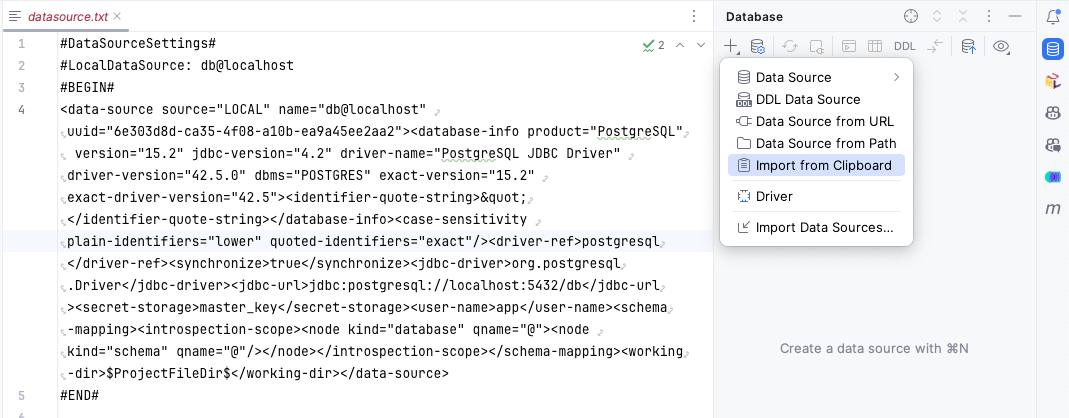 datasource.txt
Database
1
#DataSourceSettings#
2
2
#LocalDataSource: db@localhost
3
#BEGIN#
4
<data-source source="LOCAL" name="db@localhost"
uuid="6e303d8d-ca35-4f08-a10b-ea9a45ee2aa2"><database-info product="PostgreSQL"
version="15.2" jdbc-version="4.2" driver-name="PostgreSQL JDBC Driver"
driver-version="42.5.0" dbms="POSTGRES" exact-version="15.2"
exact-driver-version="42.5"><identifier-quote-string>&quot;
</identifier-quote-string></database-info><case-sensitivity
plain-identifiers="lower" quoted-identifiers="exact"/><driver-ref>postgresql
</driver-ref><synchronize>true</synchronize><jdbc-driver>org.postgresql
.Driver</jdbc-driver><jdbc-url>jdbc:postgresql://localhost:5432/db</jdbc-url
><secret-storage>master_key</secret-storage><user-name>app</user-name><schema
-mapping><introspection-scope><node kind="database" qname="@"><node
kind="schema" qname="@"/></node></introspection-scope></schema-mapping><working
-dir>$ProjectFileDir$</working-dir></data-source>
5
#END#
6
DDL
Data Source
DDL
DDL Data Source
Data Source from URL
Data Source from Path
Import from Clipboard
Driver
Import Data Sources...
Create a data source with ⌘N
m